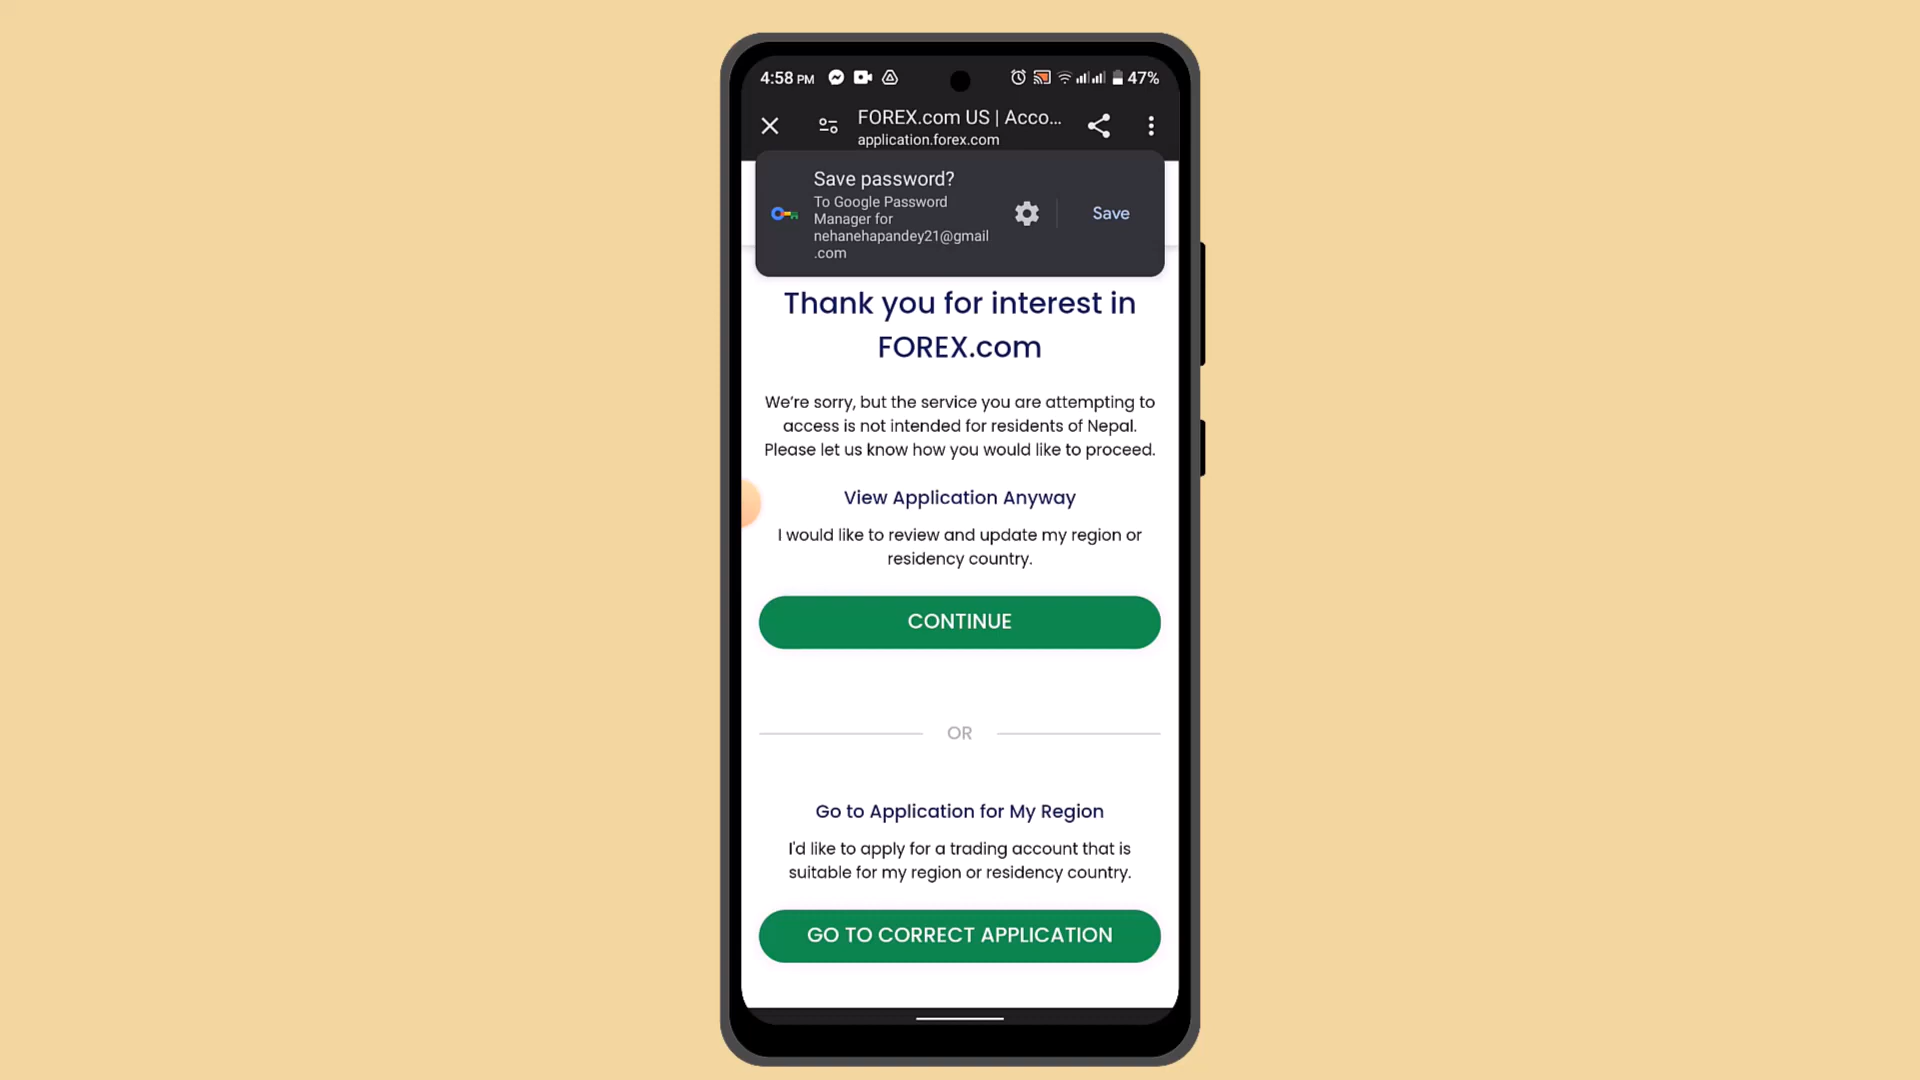 4:58 PM
47%
FOREX.com US | Acco...
application.forex.com
Save password?
To Google Password
Manager for
nehanehapandey21@gmail
.com
Save
Thank you for interest in
FOREX.com
We're sorry, but the service you are attempting to
access is not intended for residents of Nepal.
Please let us know how you would like to proceed.
View Application Anyway
I would like to review and update my region or
residency country.
CONTINUE
OR
Go to Application for My Region
I'd like to apply for a trading account that is
suitable for my region or residency country.
GO TO CORRECT APPLICATION